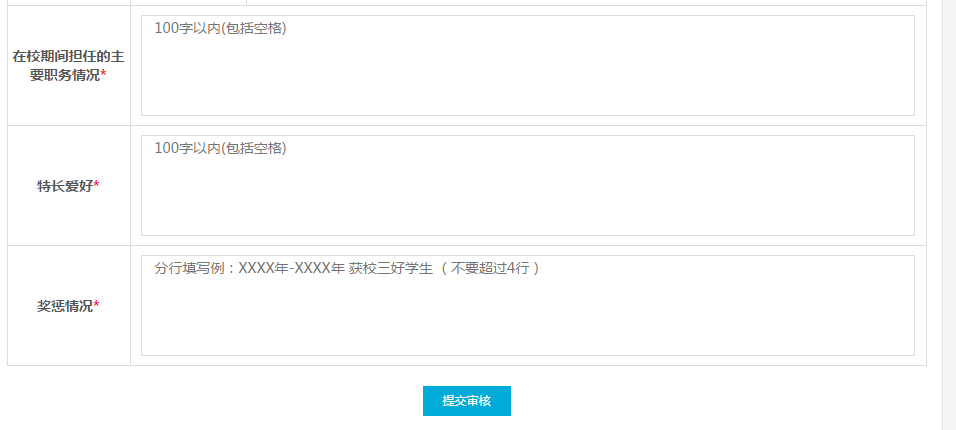 100字以内(包括空格)
在校期间担任的主
要职务情况*
100字以内(包括空格)
特长爱好*
分行填写例：XXXX年-XXXX年 获校三好学生 （ 不要超过4行 ）
奖惩情况*
提交审核